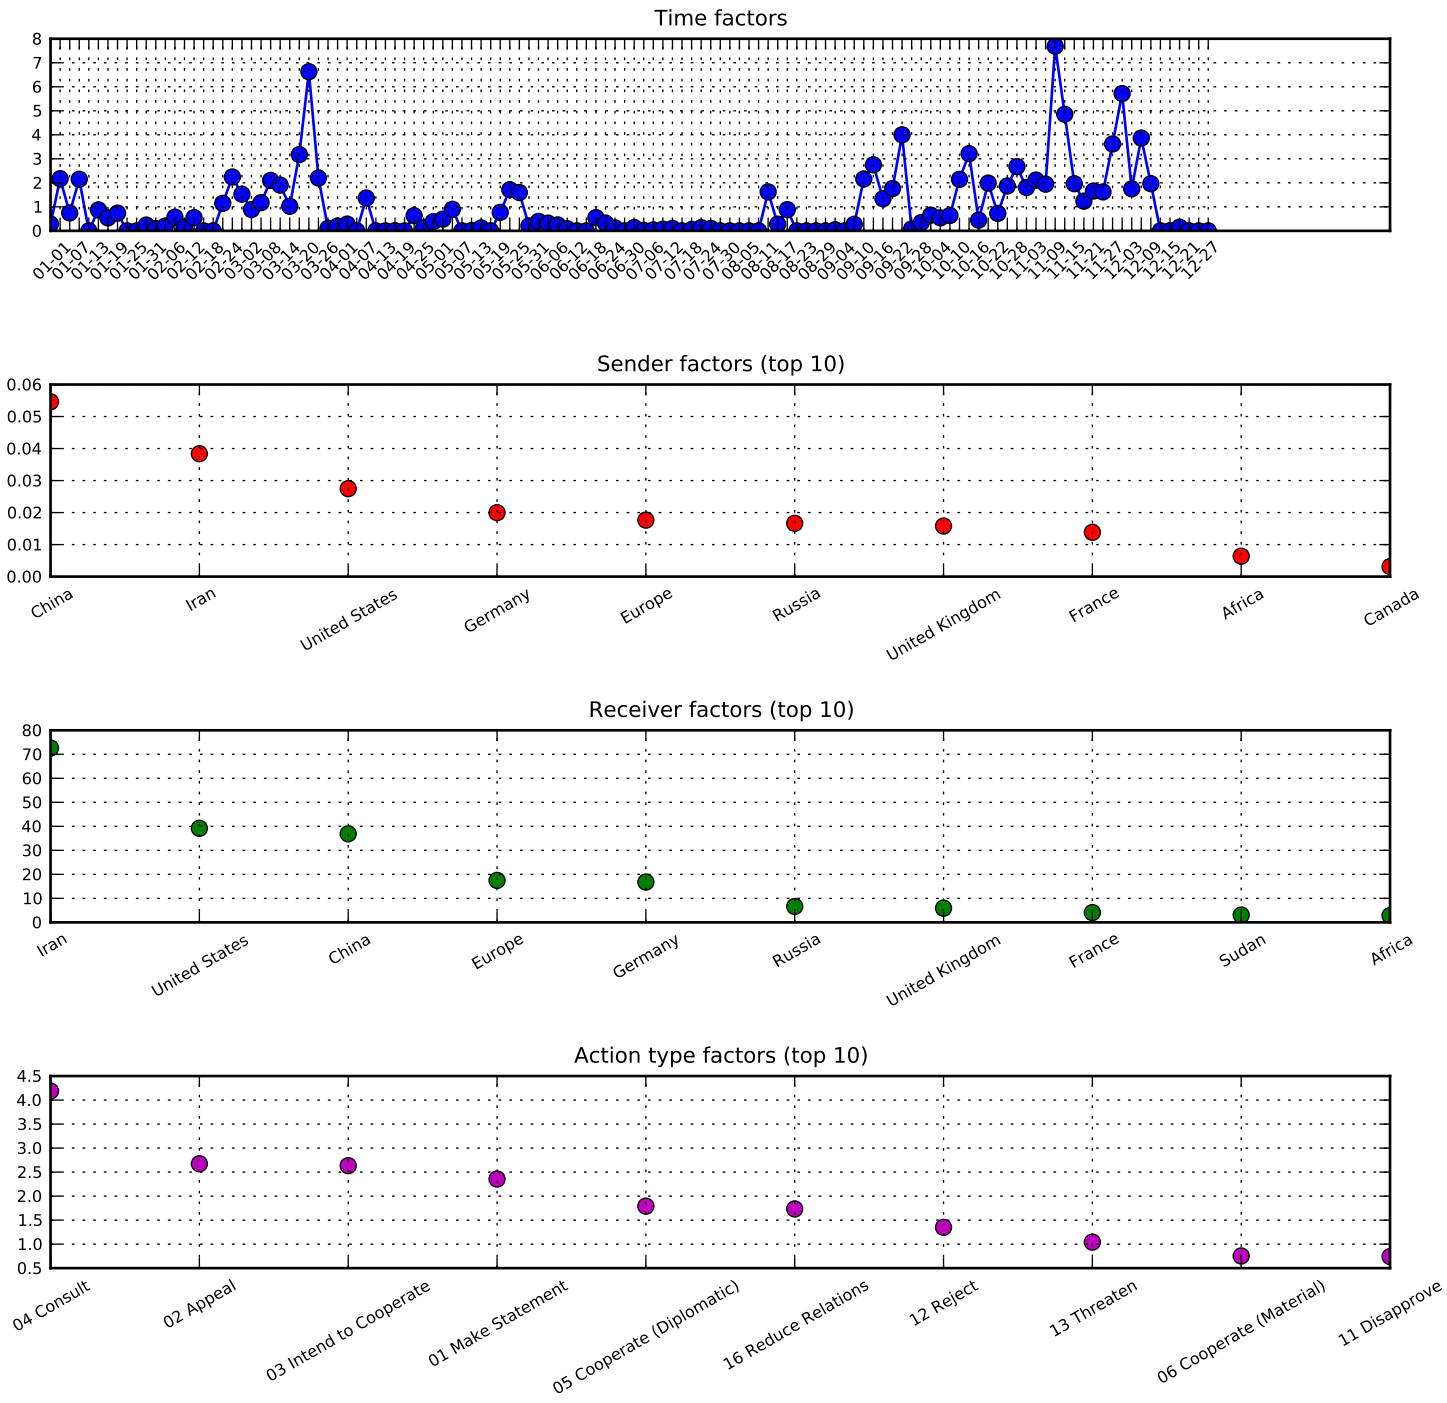 Time factors
8
7
6
5
4
3
2
1
0
01-01
01-07
01-13
01-19
01-25
01-31
02-06
02-12
02-18
02-24
03-02
03-08
03-14
03-20
03-26
04-01
04-07
04-13
04-19
04-25
05-01
05-07
05-13
05-19
05-25
05-31
06-06
06-12
06-18
06-24
06-30
07-06
07-12
07-18
07-24
07-30
08-05
08-11
08-17
08-23
08-29
09-04
09-10
09-16
09-22
09-28
10-04
10-10
10-16
10-22
10-28
11-03
11-09
11-15
11-21
11-27
12-03
12-09
12-15
12-21
12-27
Sender factors (top 10)
0.06
0.05
0.04
0.03
0.02
0.01
0.00
China
Iran
United States
Germany
Europe
Russia
United Kingdom
France
Africa
Canada
Receiver factors (top 10)
80
70
60
50
40
30
20
10
0
Iran
United States
China
Europe
Germany
Russia
United Kingdom
France
Sudan
Africa
Action type factors (top 10)
4.5
4.0
3.5
3.0
2.5
2.0
1.5
1.0
0.5
04 Consult
02 Appeal
03 Intend to Cooperate
01 Make Statement
05 Cooperate (Diplomatic)
16 Reduce Relations
12 Reject
13 Threaten
06 Cooperate (Material)
11 Disapprove